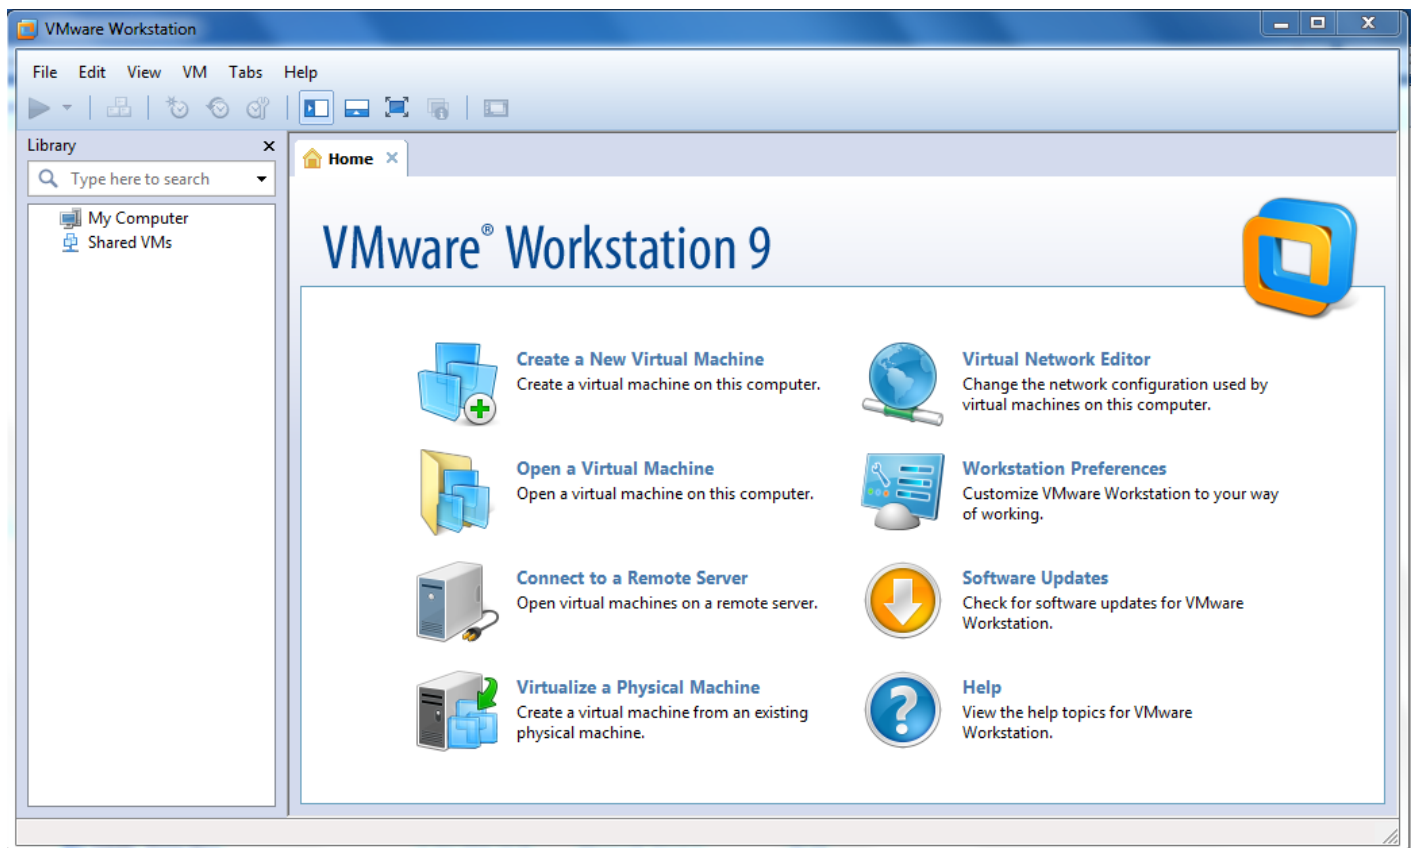 VMware Workstation
File Edit View VM Tabs Help
Library
Type here to search
My Computer
Shared VMs
Home
VMware® Workstation 9
Create a New Virtual Machine
Create a virtual machine on this computer.
Open a Virtual Machine
Open a virtual machine on this computer.
Connect to a Remote Server
Open virtual machines on a remote server.
Virtualize a Physical Machine
Create a virtual machine from an existing
physical machine.
Virtual Network Editor
Change the network configuration used by
virtual machines on this computer.
Workstation Preferences
Customize VMware Workstation to your way
of working.
Software Updates
Check for software updates for VMware
Workstation.
Help
View the help topics for VMware
Workstation.